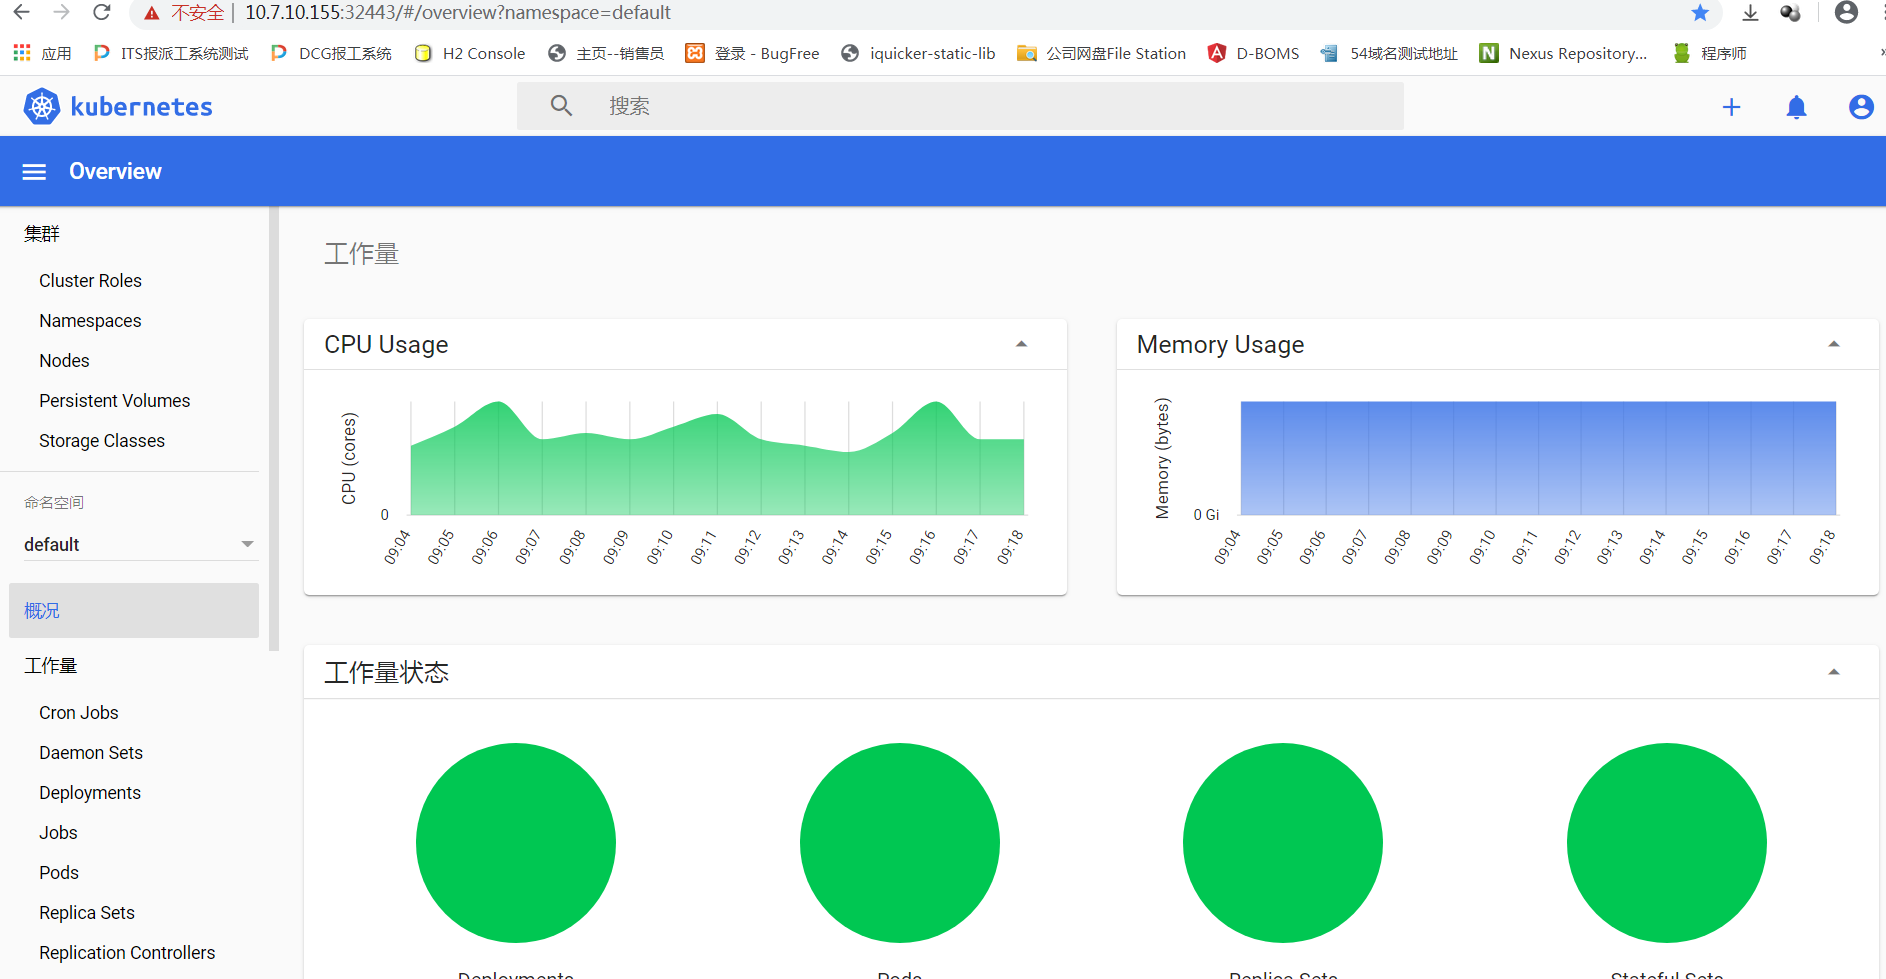 不安全 10.7.10.155:32443/#/overview?namespace=default
应用 ITS报派工系统测试 DCG报工系统 H2 Console 主页--销售员 登录 - BugFree iquicker-static-lib 公司网盘File Station D-BOMS 54域名测试地址 Nexus Repository... 程序师 »
kubernetes 搜索
Overview
集群
Cluster Roles
Namespaces
Nodes
Persistent Volumes
Storage Classes
命名空间
default
概况
工作量
Cron Jobs
Daemon Sets
Deployments
Jobs
Pods
Replica Sets
Replication Controllers
工作量
CPU Usage
CPU (cores)
0
09:04 09:05 09:06 09:07 09:08 09:09 09:10 09:11 09:12 09:13 09:14 09:15 09:16 09:17 09:18
Memory Usage
Memory (bytes)
0 Gi
09:04 09:05 09:06 09:07 09:08 09:09 09:10 09:11 09:12 09:13 09:14 09:15 09:16 09:17 09:18
工作量状态
Deployments Pods Replica Sets Stateful Sets